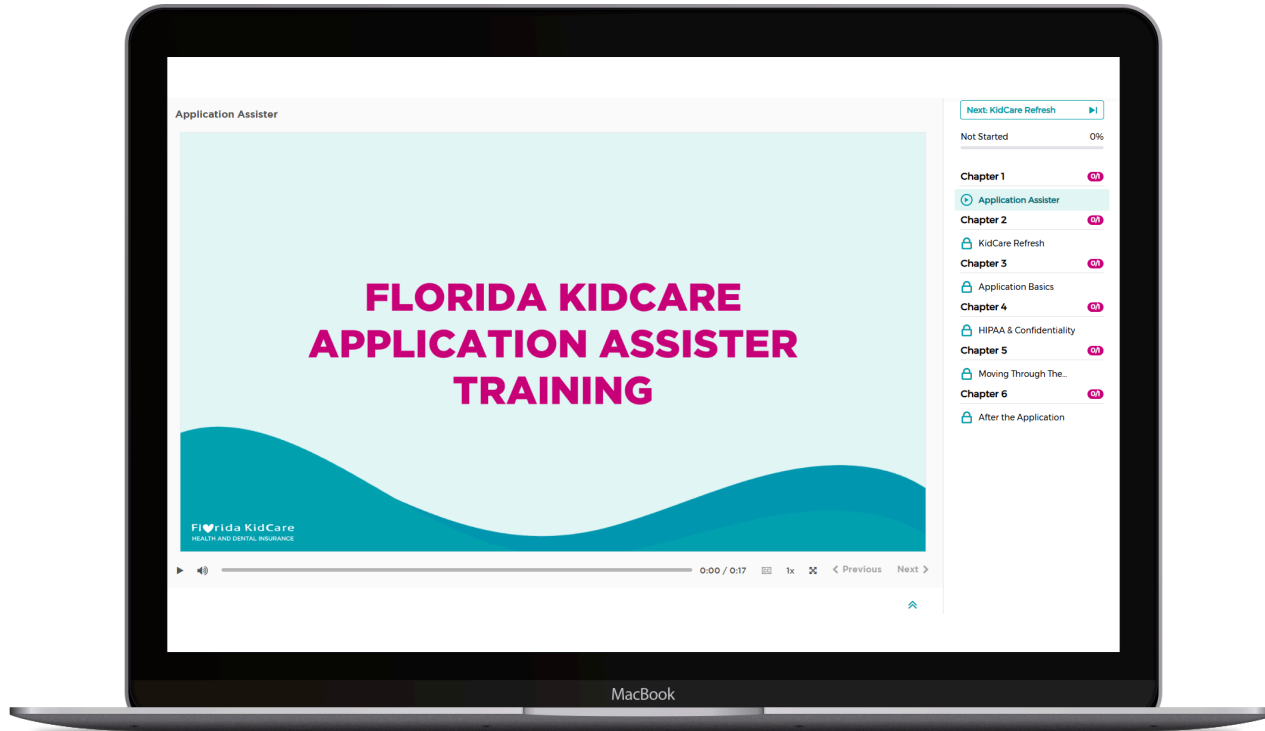 Application Assister
FLORIDA KIDCARE
APPLICATION ASSISTER
TRAINING
Florida KidCare
HEALTH AND DENTAL INSURANCE
0:00 / 0:17
1x
Previous
Next
Next: KidCare Refresh
Not Started 0%
Chapter 1 0/1
Application Assister
Chapter 2 0/1
KidCare Refresh
Chapter 3 0/1
Application Basics
Chapter 4 0/1
HIPAA & Confidentiality
Chapter 5 0/1
Moving Through The...
Chapter 6 0/1
After the Application
MacBook